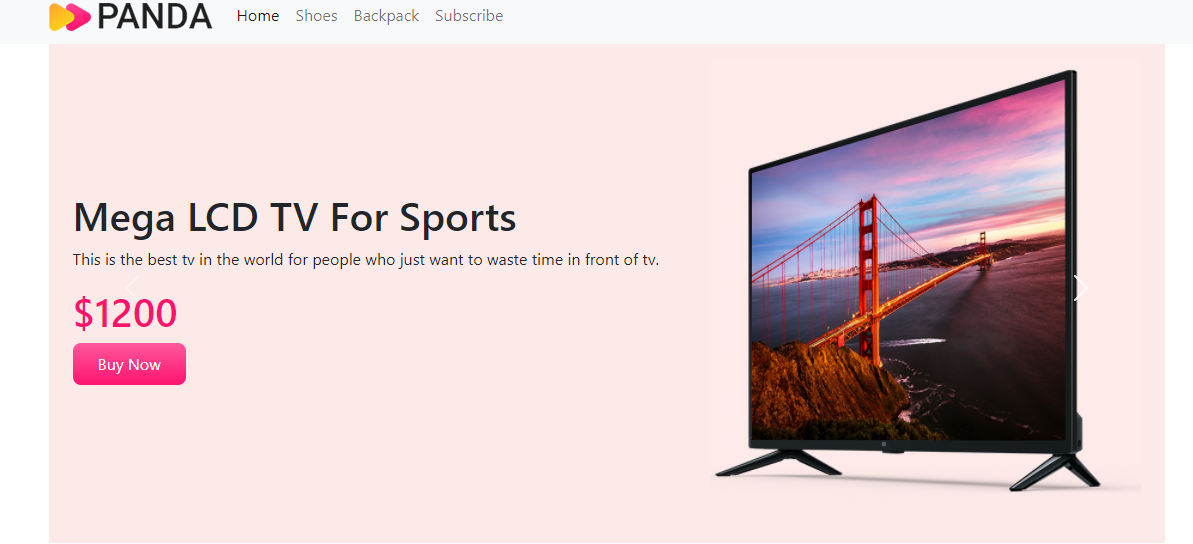 PANDA Home Shoes Backpack Subscribe
Mega LCD TV For Sports
This is the best tv in the world for people who just want to waste time in front of tv.
$1200
Buy Now